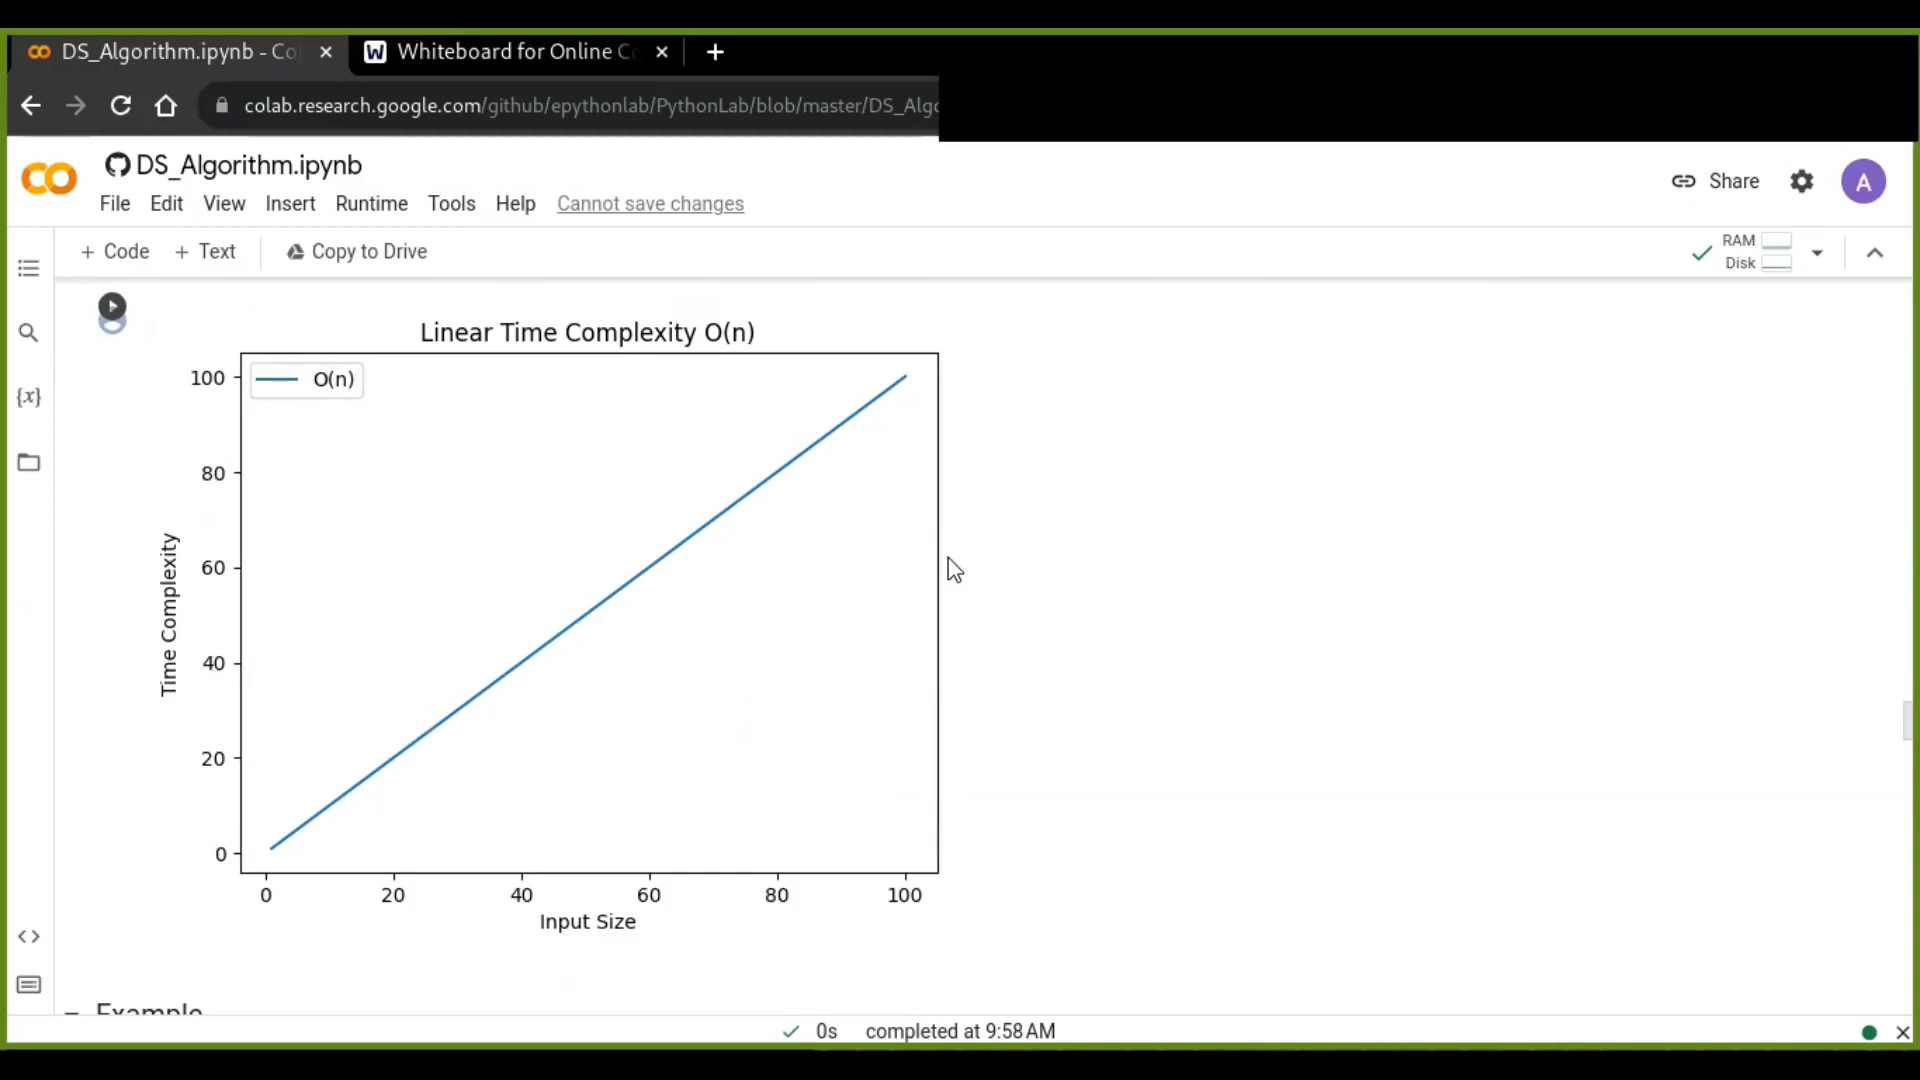 DS_Algorithm.ipynb - Co
Whiteboard for Online C
colab.research.google.com/github/epythonlab/PythonLab/blob/master/DS_Algo
DS_Algorithm.ipynb
File Edit View Insert Runtime Tools Help Cannot save changes
Share
A
+ Code + Text Copy to Drive
RAM
Disk
{x}
Linear Time Complexity O(n)
O(n)
100
80
60
40
20
0
Time Complexity
0 20 40 60 80 100
Input Size
Example
0s completed at 9:58 AM